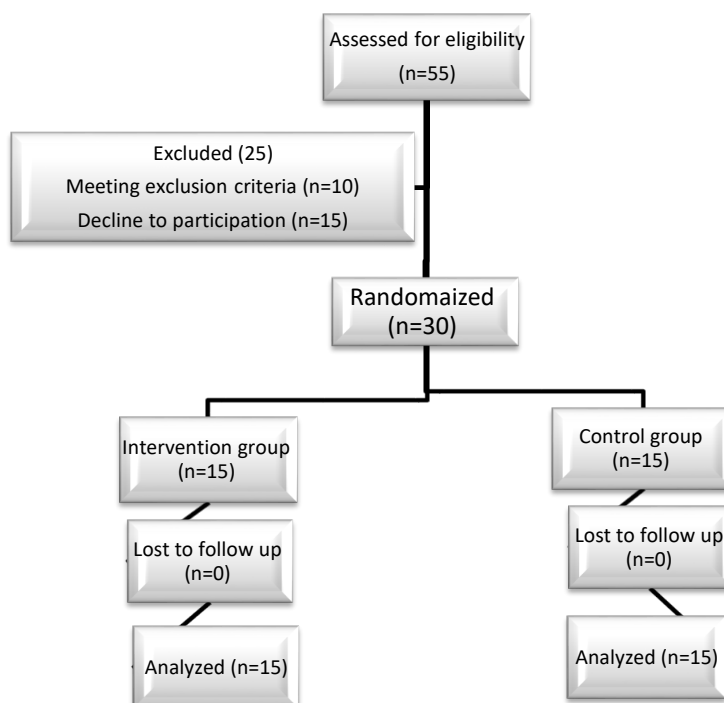 Assessed for eligibility
(n=55)
Excluded (25)
Meeting exclusion criteria (n=10)
Decline to participation (n=15)
Randomaized
(n=30)
Intervention group
(n=15)
Control group
(n=15)
Lost to follow up
(n=0)
Lost to follow up
(n=0)
Analyzed (n=15)
Analyzed (n=15)